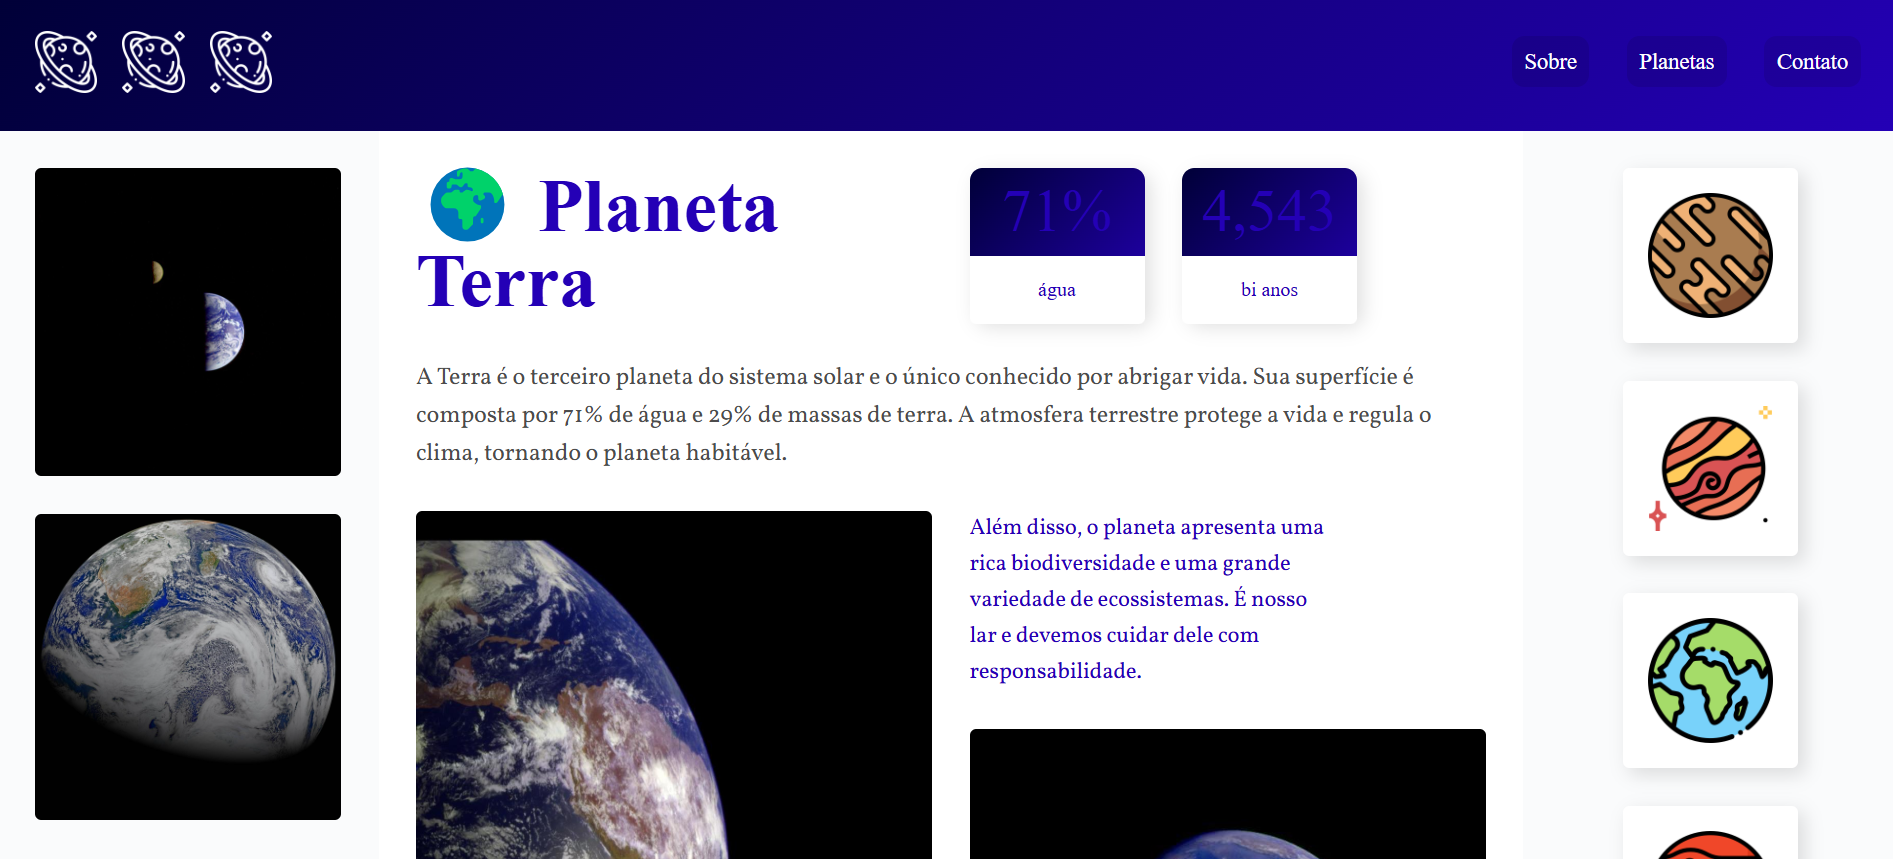 Sobre
Planetas
Contato
Planeta
Terra
71%
água
4,543
bi anos
A Terra é o terceiro planeta do sistema solar e o único conhecido por abrigar vida. Sua superfície é
composta por 71% de água e 29% de massas de terra. A atmosfera terrestre protege a vida e regula o
clima, tornando o planeta habitável.
Além disso, o planeta apresenta uma
rica biodiversidade e uma grande
variedade de ecossistemas. É nosso
lar e devemos cuidar dele com
responsabilidade.